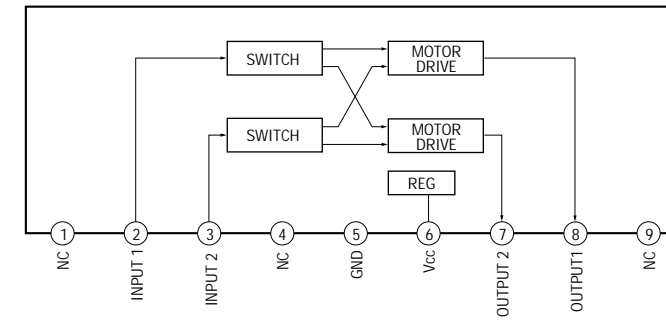 SWITCH
MOTOR
DRIVE
SWITCH
MOTOR
DRIVE
REG
1
2
3
4
5
6
7
8
9
NC
INPUT 1
INPUT 2
NC
GND
Vcc
OUTPUT 2
OUTPUT1
NC